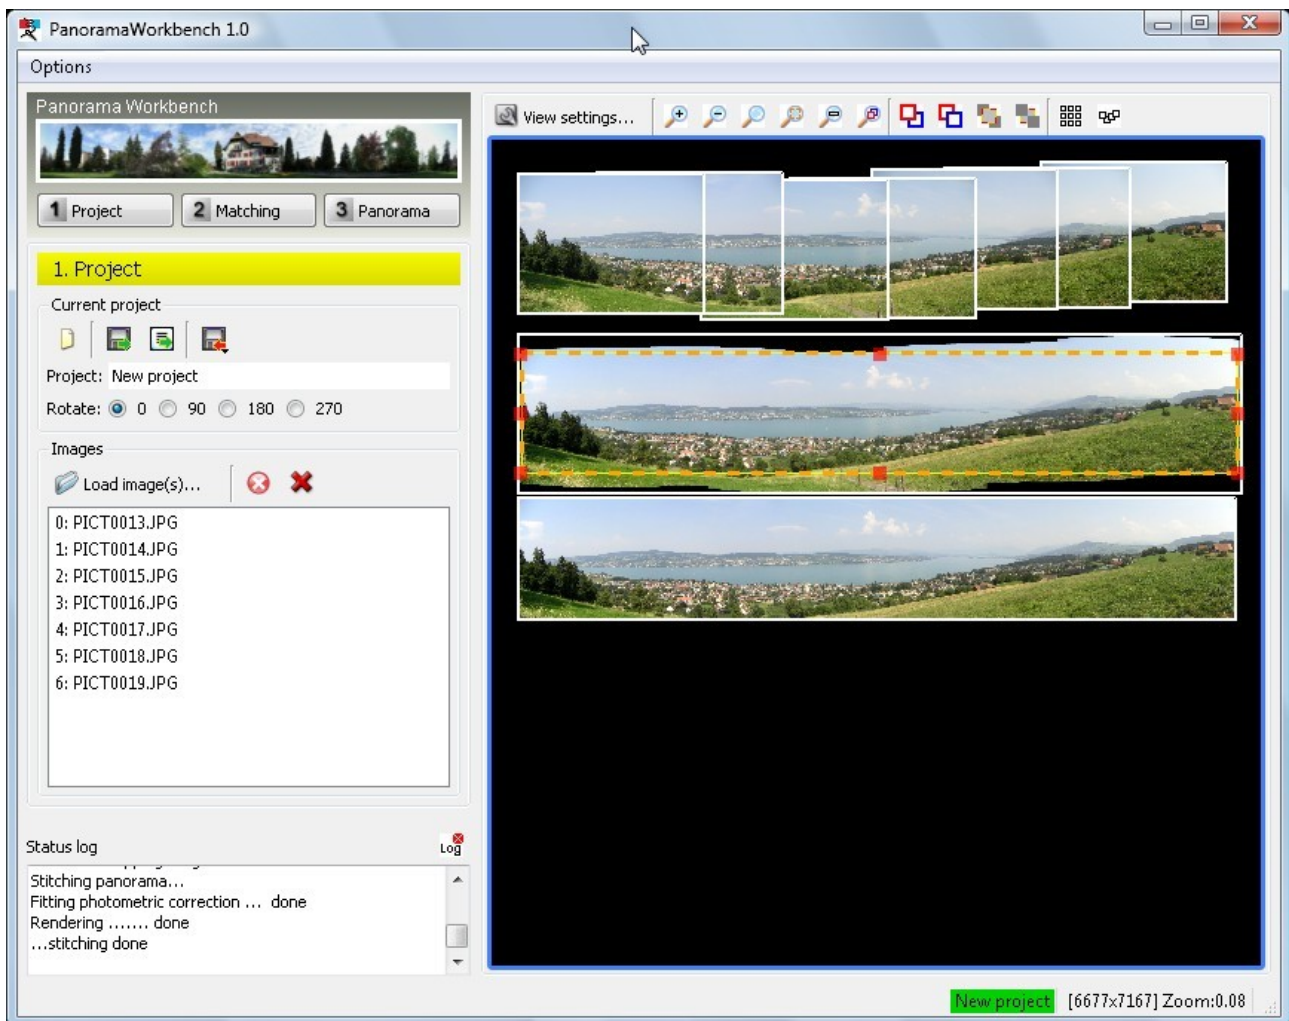 PanoramaWorkbench 1.0
Options
Panorama Workbench
1 Project 2 Matching 3 Panorama
View settings...
1. Project
Current project
Project: New project
Rotate: 0 90 180 270
Images
Load image(s)...
0: PICT0013.JPG
1: PICT0014.JPG
2: PICT0015.JPG
3: PICT0016.JPG
4: PICT0017.JPG
5: PICT0018.JPG
6: PICT0019.JPG
Status log
Log
Stitching panorama...
Fitting photometric correction ... done
Rendering ....... done
...stitching done
New project [6677x7167] Zoom:0.08